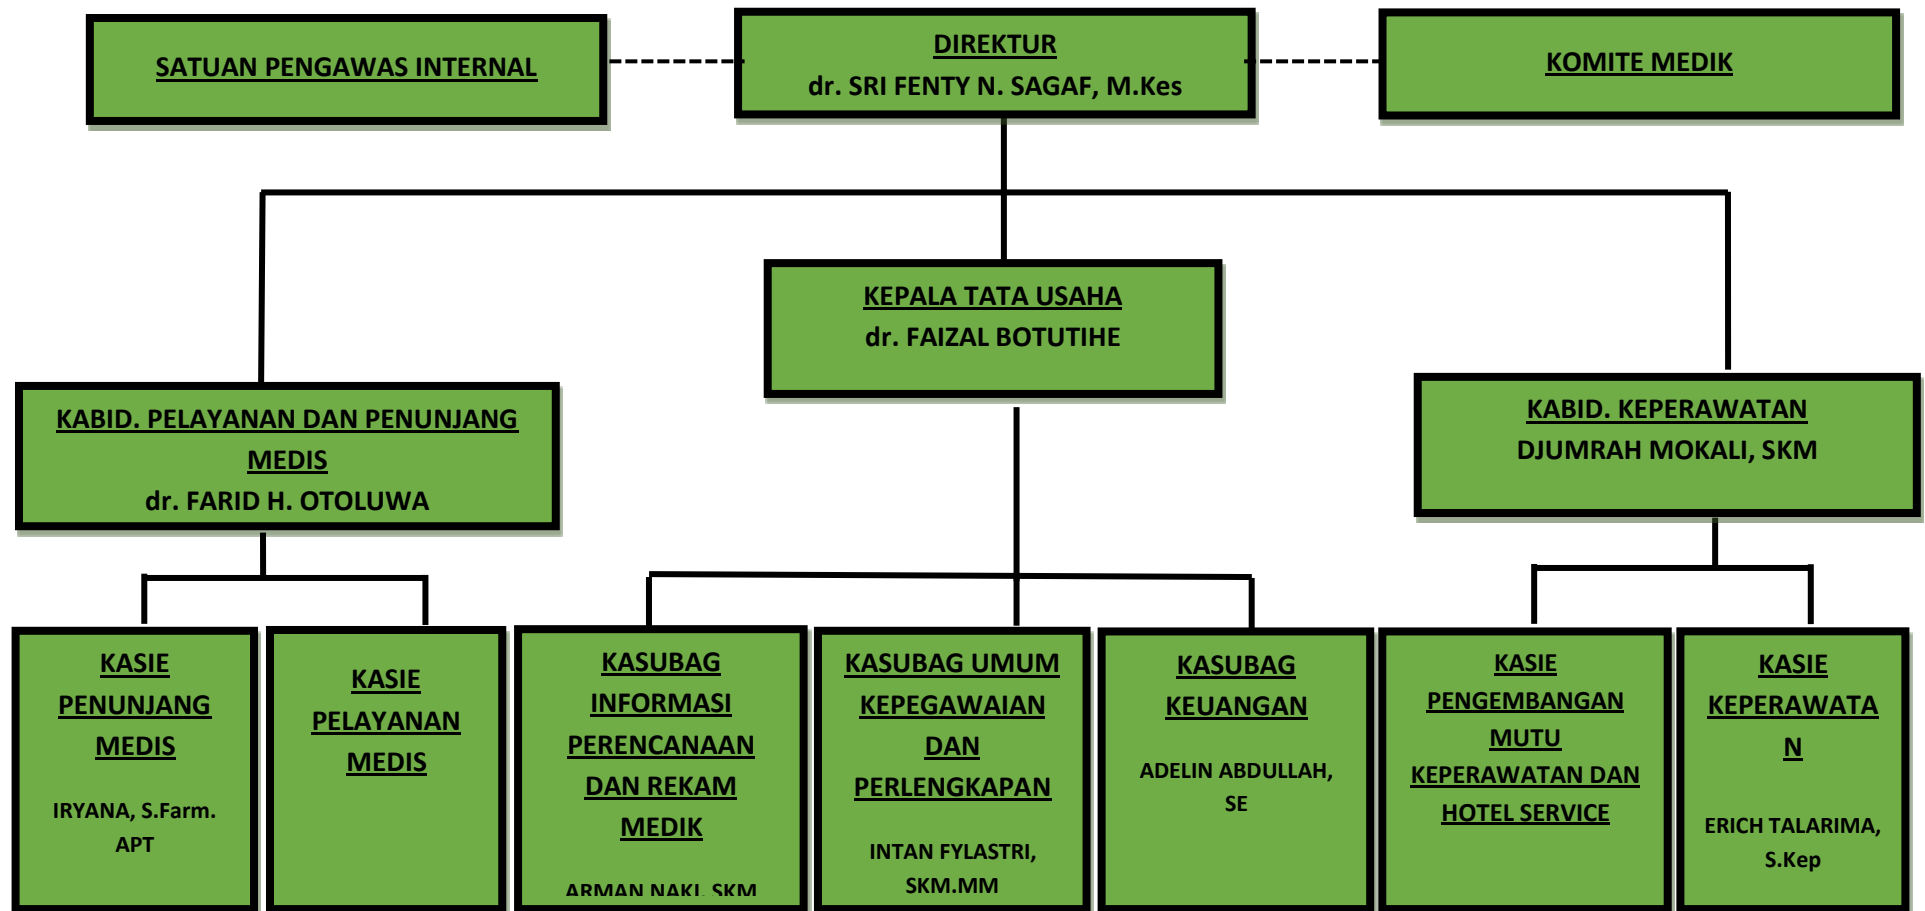 SATUAN PENGAWAS INTERNAL
DIREKTUR
dr. SRI FENTY N. SAGAF, M.Kes
KOMITE MEDIK
KEPALA TATA USAHA
dr. FAIZAL BOTUTIHE
KABID. PELAYANAN DAN PENUNJANG
MEDIS
dr. FARID H. OTOLUWA
KABID. KEPERAWATAN
DJUMRAH MOKALI, SKM
KASIE
PENUNJANG
MEDIS
IRYANA, S.Farm.
APT
KASIE
PELAYANAN
MEDIS
KASUBAG
INFORMASI
PERENCANAAN
DAN REKAM
MEDIK
ARMAN NAKI, SKM
KASUBAG UMUM
KEPEGAWAIAN
DAN
PERLENGKAPAN
INTAN FYLASTRI,
SKM.MM
KASUBAG
KEUANGAN
ADELIN ABDULLAH,
SE
KASIE
PENGEMBANGAN
MUTU
KEPERAWATAN DAN
HOTEL SERVICE
KASIE
KEPERAWATA
N
ERICH TALARIMA,
S.Kep